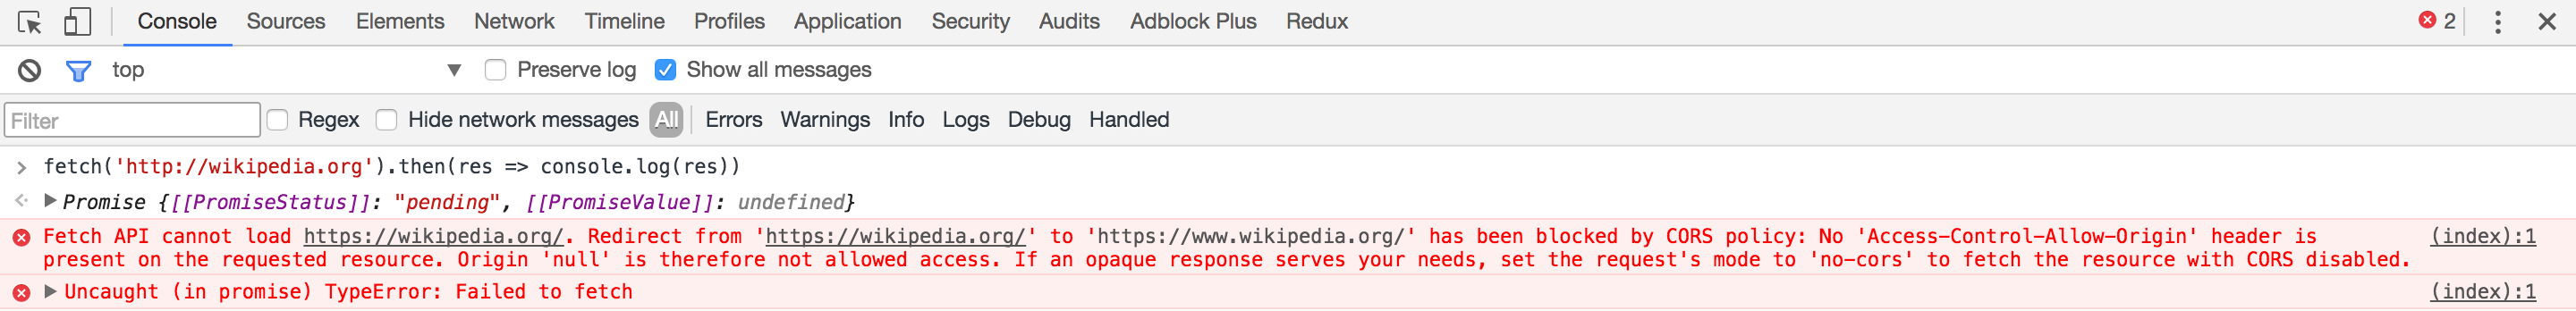 Console Sources Elements Network Timeline Profiles Application Security Audits Adblock Plus Redux 2
top Preserve log Show all messages
Filter Regex Hide network messages All Errors Warnings Info Logs Debug Handled
fetch('http://wikipedia.org').then(res => console.log(res))
Promise {[[PromiseStatus]]: "pending", [[PromiseValue]]: undefined}
Fetch API cannot load https://wikipedia.org/. Redirect from 'https://wikipedia.org/' to 'https://www.wikipedia.org/' has been blocked by CORS policy: No 'Access-Control-Allow-Origin' header is (index):1
present on the requested resource. Origin 'null' is therefore not allowed access. If an opaque response serves your needs, set the request's mode to 'no-cors' to fetch the resource with CORS disabled.
Uncaught (in promise) TypeError: Failed to fetch (index):1